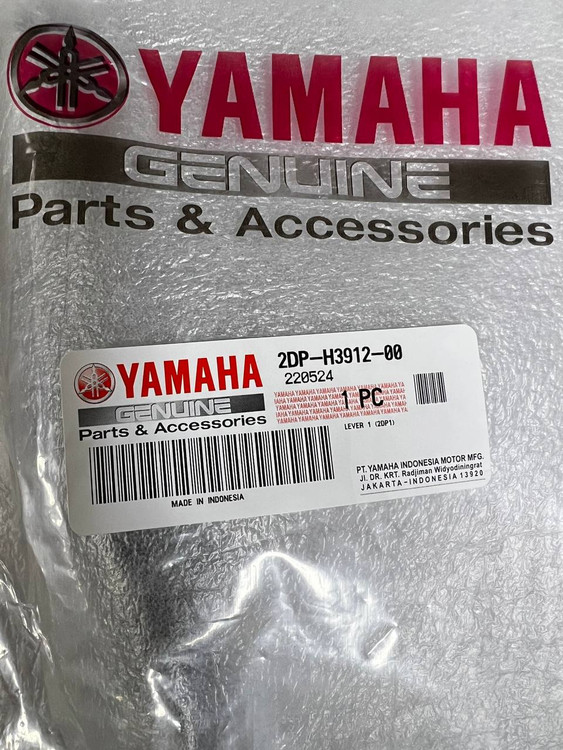 YAMAHA
GENUINE
Parts & Accessories
YAMAHA
GENUINE
Parts & Accessories
MADE IN INDONESIA
2DP-H3912-00
220524
1 PC
LEVER 1 (2DP1)
PT. YAMAHA INDONESIA MOTOR MFG.
Jl. DR. KRT. Radjiman Widyodiningrat
JAKARTA-INDONESIA 13920